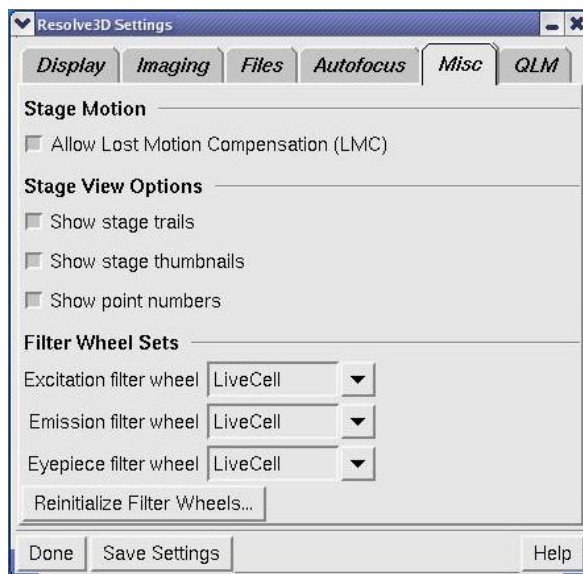 Resolve3D Settings
Display Imaging Files Autofocus Misc QLM
Stage Motion
Allow Lost Motion Compensation (LMC)
Stage View Options
Show stage trails
Show stage thumbnails
Show point numbers
Filter Wheel Sets
Excitation filter wheel LiveCell
Emission filter wheel LiveCell
Eyepiece filter wheel LiveCell
Reinitialize Filter Wheels...
Done Save Settings Help